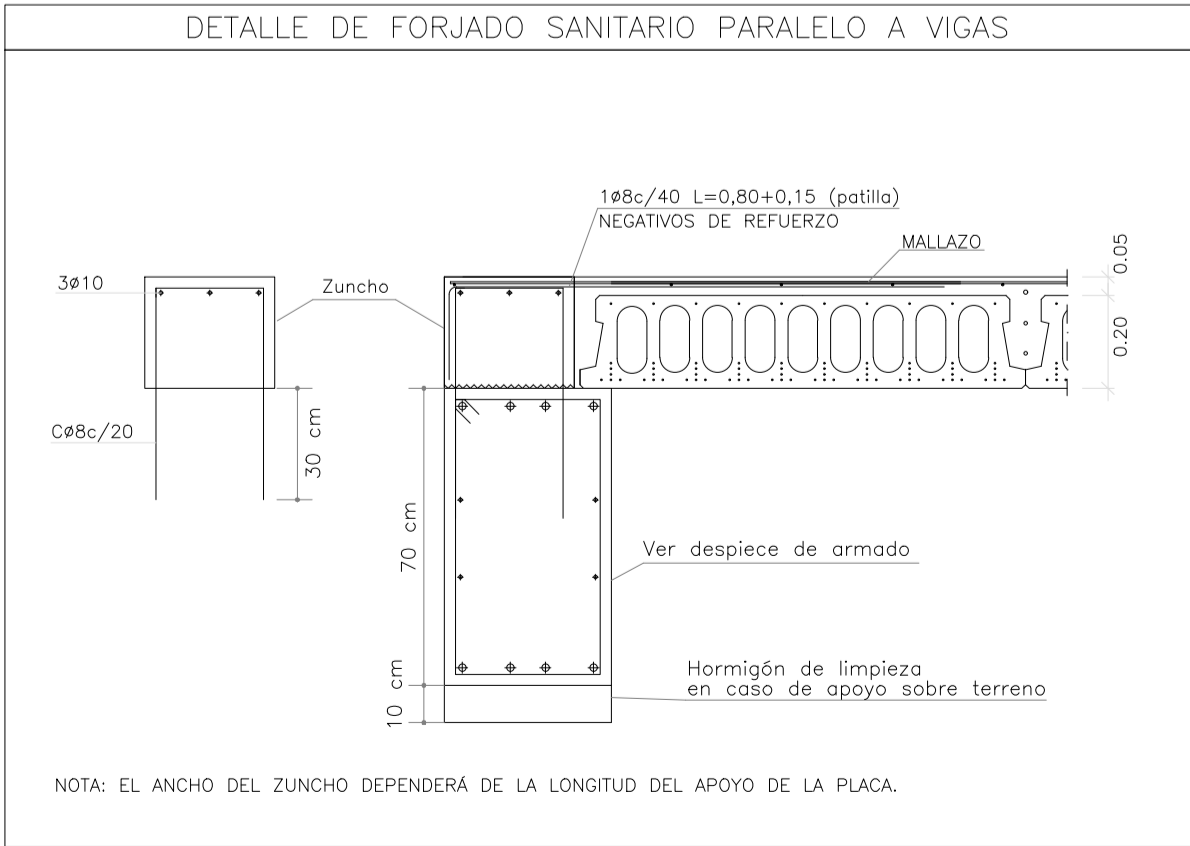 DETALLE DE FORJADO SANITARIO PARALELO A VIGAS
1ø8c/40 L=0,80+0,15 (patilla)
NEGATIVOS DE REFUERZO
MALLAZO
0.05
0.20
3ø10
Zuncho
Cø8c/20
30 cm
70 cm
Ver despiece de armado
10 cm
Hormigón de limpieza
en caso de apoyo sobre terreno
NOTA: EL ANCHO DEL ZUNCHO DEPENDERÁ DE LA LONGITUD DEL APOYO DE LA PLACA.